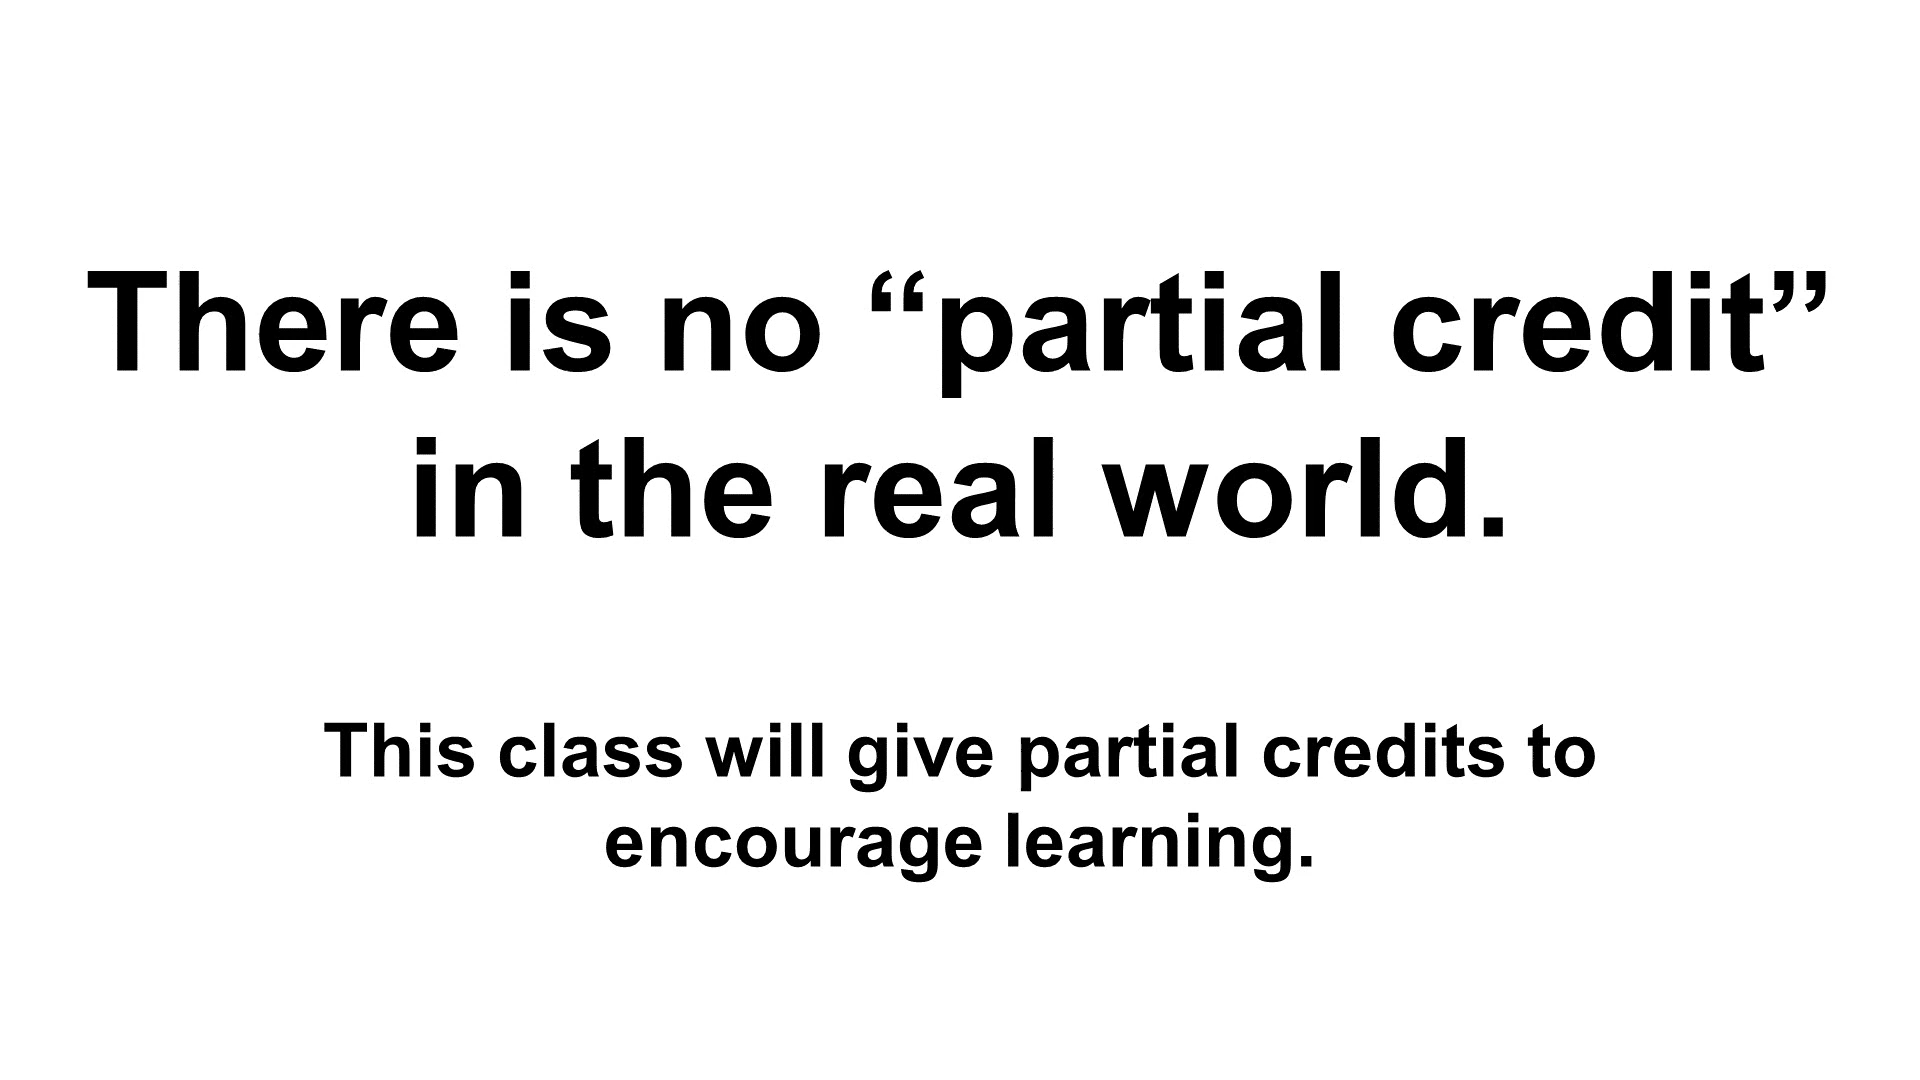 There is no “partial credit”
in the real world.
This class will give partial credits to
encourage learning.